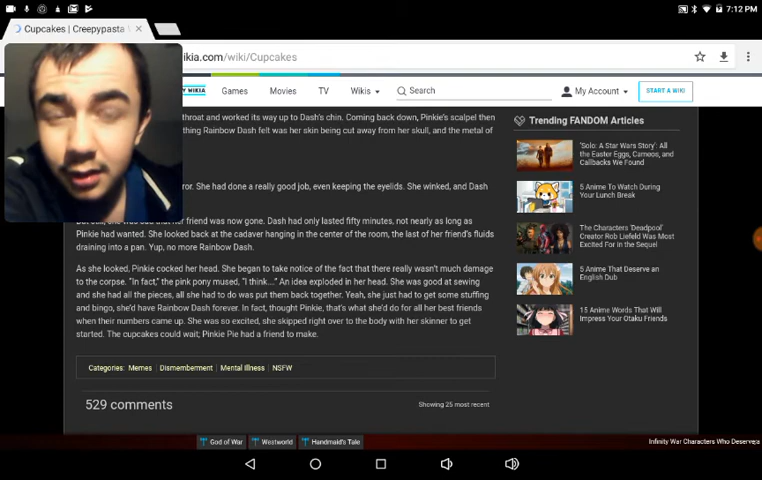 7:12 PM
Cupcakes | Creepypasta
ikia.com/wiki/Cupcakes
WIKIA
Games
Movies
TV
Wikis
Search
My Account
START A WIKI
throat and worked its way up to Dash's chin. Coming back down, Pinkie's scalpel then
thing Rainbow Dash felt was her skin being cut away from her skull, and the metal of
ror. She had done a really good job, even keeping the eyelids. She winked, and Dash
friend was now gone. Dash had only lasted fifty minutes, not nearly as long as
Pinkie had wanted. She looked back at the cadaver hanging in the center of the room, the last of her friend's fluids
draining into a pan. Yup, no more Rainbow Dash.
As she looked, Pinkie cocked her head. She began to take notice of the fact that there really wasn't much damage
to the corpse. "In fact," the pink pony mused, "I think...." An idea exploded in her head. She was good at sewing
and she had all the pieces, all she had to do was put them back together. Yeah, she just had to get some stuffing
and bingo, she'd have Rainbow Dash forever. In fact, thought Pinkie, that's what she'd do for all her best friends
when their numbers came up. She was so excited, she skipped right over to the body with her skinner to get
started. The cupcakes could wait; Pinkie Pie had a friend to make.
Categories: Memes Dismemberment Mental Illness NSFW
529 comments
Showing 25 most recent
Trending FANDOM Articles
'Solo: A Star Wars Story': All
the Easter Eggs, Cameos, and
Callbacks We Found
5 Anime To Watch During
Your Lunch Break
The Characters 'Deadpool'
Creator Rob Liefeld Was Most
Excited For in the Sequel
5 Anime That Deserve an
English Dub
15 Anime Words That Will
Impress Your Otaku Friends
God of War
Westworld
Handmaid's Tale
Infinity War Characters Who Deserve